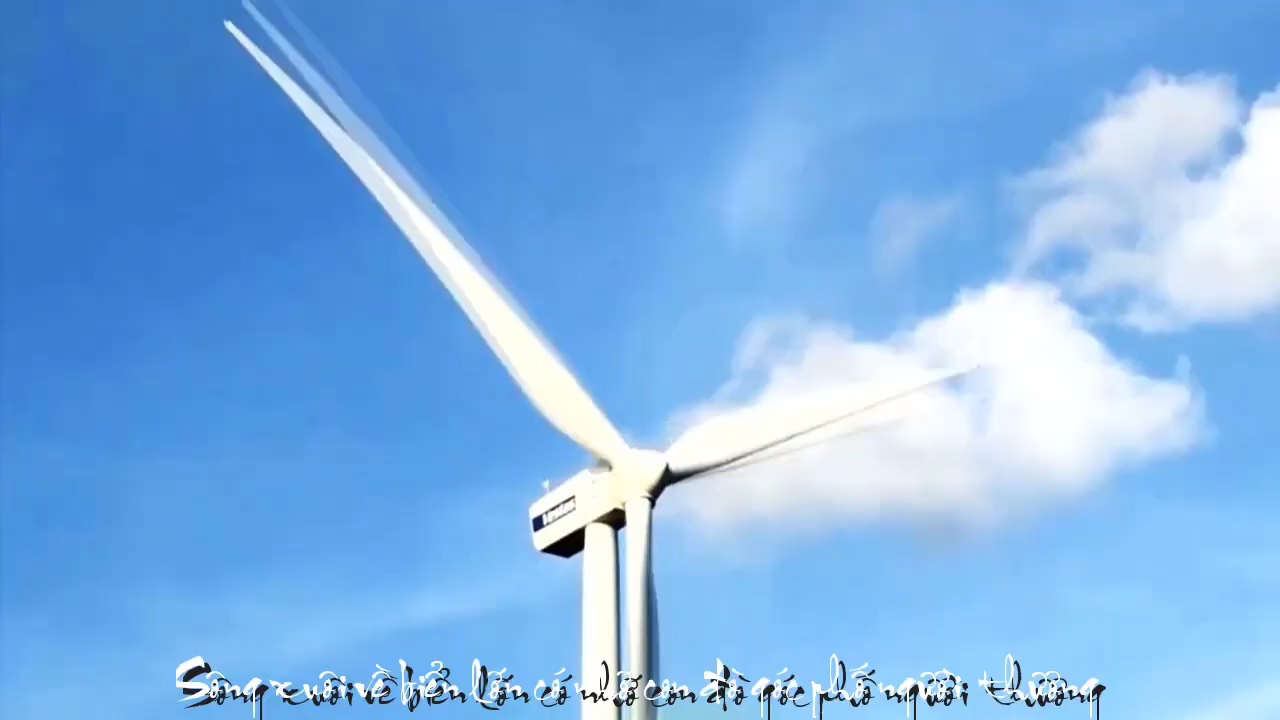 Sông xuôi về biển lớn có nhớ con đò góc phố người thương